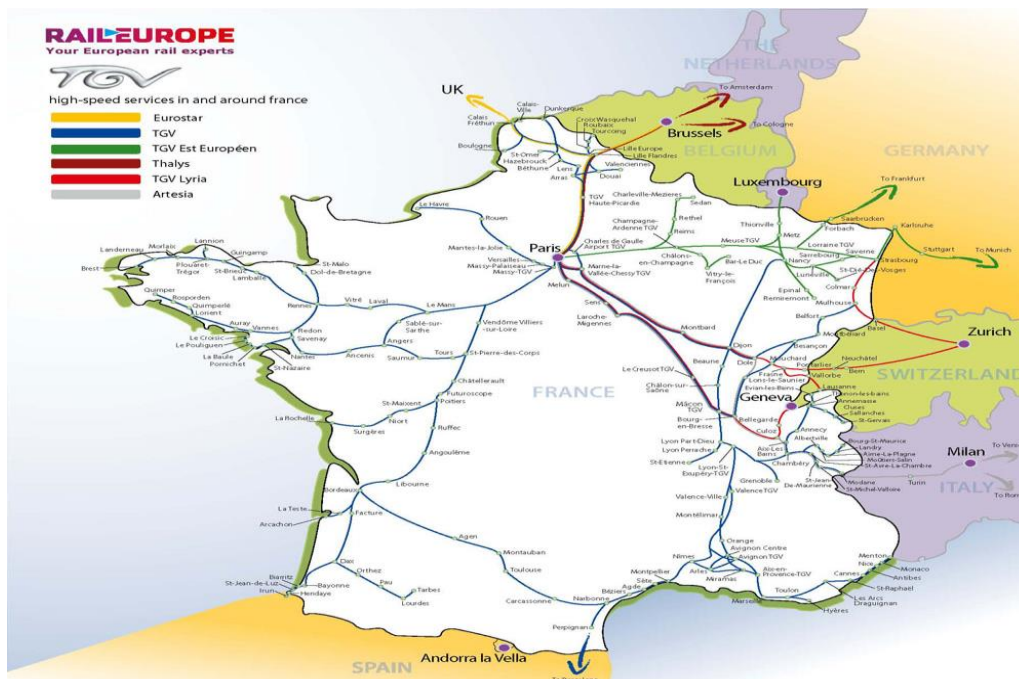 RAIL EUROPE
Your European rail experts
TGV
high-speed services in and around france
Eurostar
TGV
TGV Est Européen
Thalys
TGV Lyria
Artesia
THE
NETHERLANDS
UK
To Amsterdam
To Cologne
Brussels
BELGIUM
GERMANY
Luxembourg
To Frankfurt
Calais-
Ville
Dunkerque
Calais
Fréthun
Boulogne
Croix Wasquehal
Roubaix
Tourcoing
St-Omer
Hazebrouck
Béthune
Lens
Arras
Douai
Valenciennes
Lille Europe
Lille Flandres
TGV
Haute-Picardie
Charleville-Mezieres
Sedan
Rethel
Reims
Champagne-
Ardenne TGV
Thionville
Metz
Saarbrücken
Forbach
Karlsruhe
Stuttgart
To Munich
Le Havre
Rouen
Mantes-la-Jolie
Paris
Versailles
Massy-Palaiseau
Massy-TGV
Charles de Gaulle
Airport TGV
Marne-la-
Vallée-Chessy TGV
Melun
Châlons-
en-Champagne
Meuse TGV
Bar-Le-Duc
Vitry-le-
François
Lorraine TGV
Nancy
Sarrebourg
Saverne
Strasbourg
Lunéville
St-Dié-Des-Vosges
Epinal
Remiremont
Colmar
Mulhouse
Belfort
Montbéliard
Basel
Besançon
Zurich
SWITZERLAND
Landerneau
Morlaix
Lannion
Guingamp
Brest
Plouaret-
Trégor
St-Brieuc
Lamballe
St-Malo
Dol-de-Bretagne
Quimper
Rosporden
Quimperlé
Lorient
Auray
Vannes
Rennes
Vitré
Laval
Le Mans
Redon
Savenay
Le Croisic
Le Pouliguen
La Baule
Pornichet
St-Nazaire
Nantes
Ancenis
Angers
Sablé-sur-
Sarthe
Saumur
Tours
St-Pierre-des-Corps
Vendôme Villiers
-sur-Loire
Châtellerault
Futuroscope
Poitiers
St-Maixent
Niort
Surgères
La Rochelle
Ruffec
Angoulême
Libourne
Bordeaux
La Teste
Arcachon
Facture
FRANCE
Sens
Laroche-
Migennes
Montbard
Dijon
Beaune
Dole
Mouchard
Pontarlier
Neuchâtel
Bern
Frasne
Vallorbe
Lons-le-Saunier
Evian-les-Bains
Lausanne
Thonon-les-bains
Annemasse
Cluses
Sallanches
St-Gervais
Geneva
Le Creusot TGV
Châlon-sur-
Saône
Mâcon
TGV
Bourg-
en-Bresse
Bellegarde
Culoz
Annecy
Albertville
Aix-Les
Bains
Chambéry
Bourg-St-Maurice
Landry
Aime-La-Plagne
Moûtiers-Salin
St-Avre-La-Chambre
St-Jean-
De-Maurienne
Modane
St-Michel-Valloire
Milan
Turin
ITALY
Lyon Part-Dieu
Lyon Perrache
St-Etienne
Lyon-St-
Exupéry-TGV
Grenoble
Valence-Ville
Valence TGV
Montélimar
Orange
Avignon Centre
Avignon TGV
Nîmes
Arles
Miramas
Aix-en-
Provence-TGV
Montpellier
Sète
Agde
Béziers
Narbonne
Carcassonne
Toulouse
Montauban
Agen
Perpignan
Dax
Orthez
Pau
Tarbes
Lourdes
Biarritz
St-Jean-de-Luz
Irun
Hendaye
Bayonne
Toulon
Hyères
Les Arcs
Draguignan
St-Raphaël
Cannes
Antibes
Nice
Monaco
Menton
Andorra la Vella
SPAIN